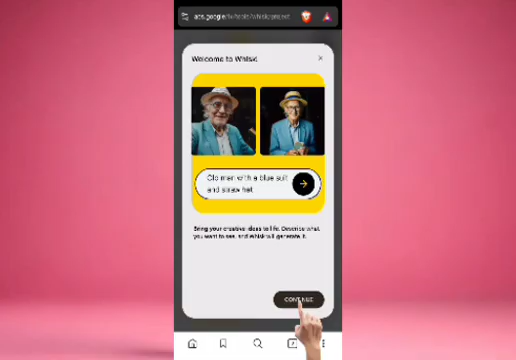 labs.google/fx/tools/whisk/project
Welcome to Whisk
Old man with a blue suit
and straw hat
Bring your creative ideas to life. Describe what
you want to see, and Whisk will generate it.
CONTINUE